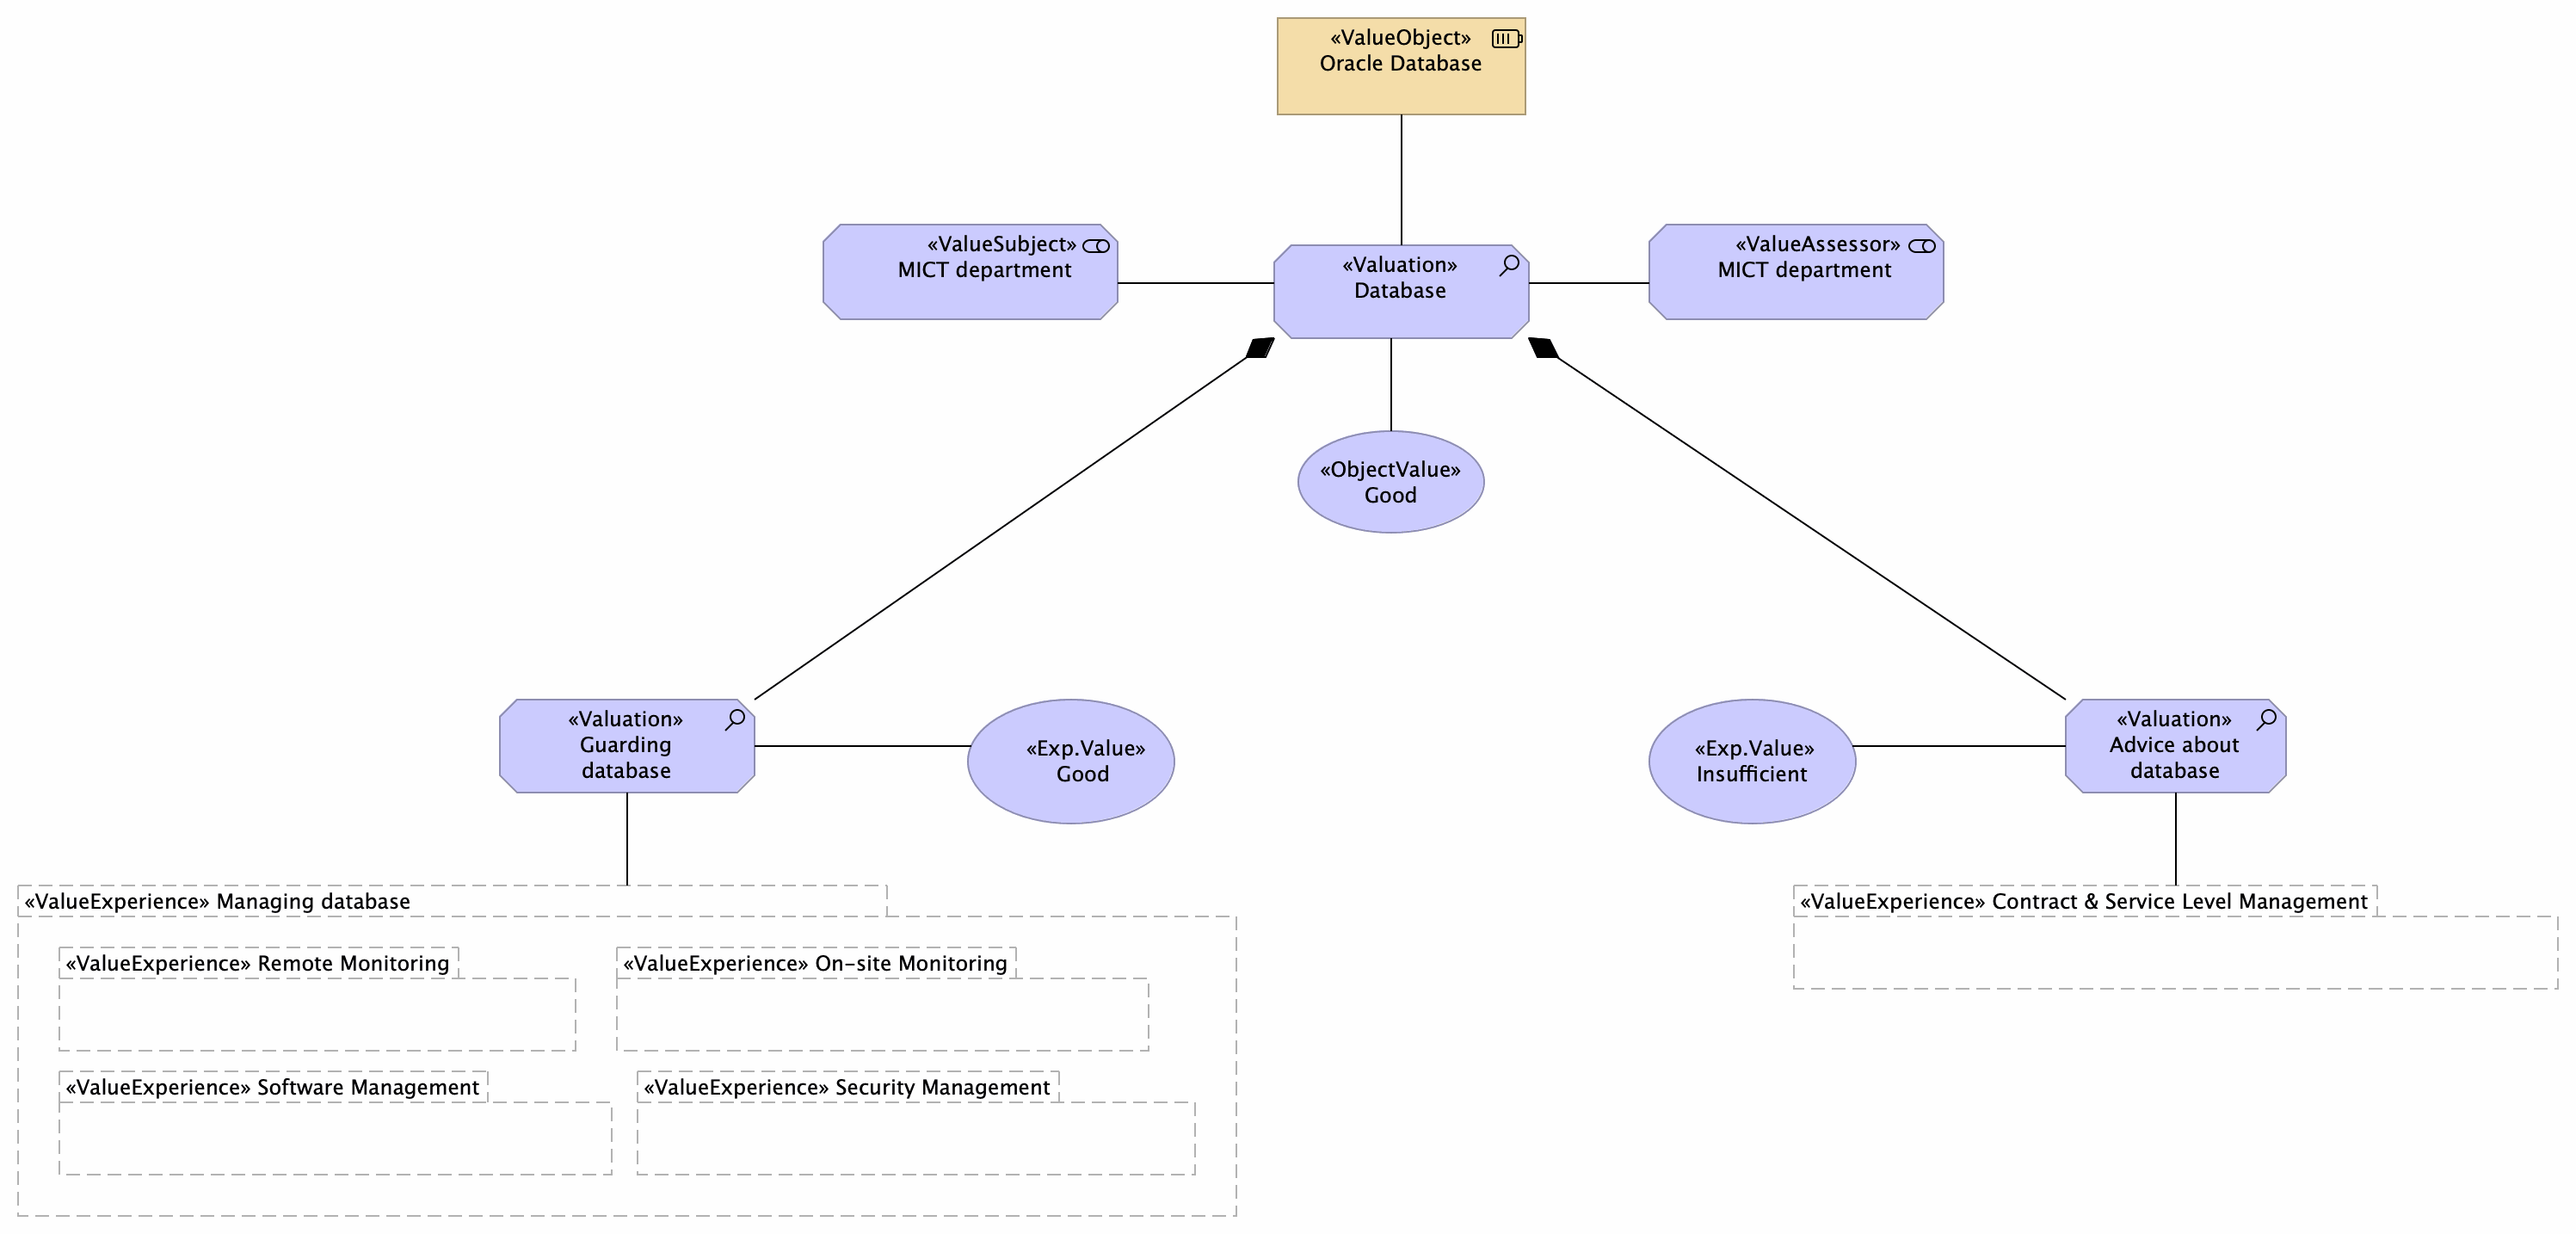 «ValueObject»
Oracle Database
«ValueSubject»
MICT department
«Valuation»
Database
«ValueAssessor»
MICT department
«ObjectValue»
Good
«Valuation»
Guarding
database
«Exp.Value»
Good
«Exp.Value»
Insufficient
«Valuation»
Advice about
database
«ValueExperience» Managing database
«ValueExperience» Remote Monitoring
«ValueExperience» On-site Monitoring
«ValueExperience» Software Management
«ValueExperience» Security Management
«ValueExperience» Contract & Service Level Management